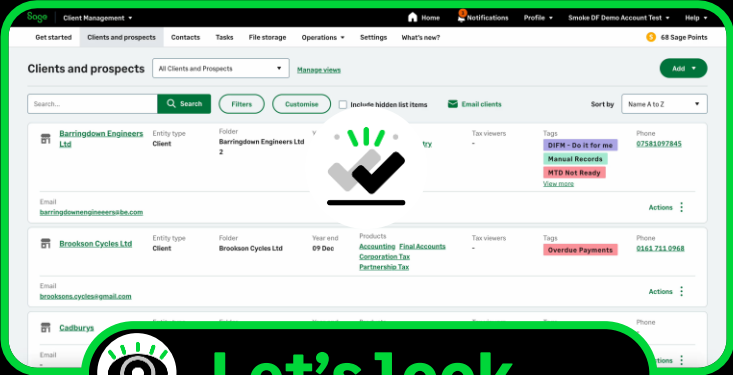 Sage Client Management Home Notifications Profile Smoke DF Demo Account Test Help
Get started Clients and prospects Contacts Tasks File storage Operations Settings What's new? 68 Sage Points
Clients and prospects All Clients and Prospects Manage views Add
Search... Search Filters Customise Include hidden list items Email clients Sort by Name A to Z
Barringdown Engineers Ltd
Entity type
Client
Folder
Barringdown Engineers Ltd 2
Tax viewers
-
Tags
DIFM - Do it for me
Manual Records
MTD Not Ready
View more
Phone
07581097845
Email
barringdownengineeers@be.com
Actions
Brookson Cycles Ltd
Entity type
Client
Folder
Brookson Cycles Ltd
Year end
09 Dec
Products
Accounting Final Accounts
Corporation Tax
Partnership Tax
Tax viewers
-
Tags
Overdue Payments
Phone
0161 711 0968
Email
brooksons.cycles@gmail.com
Actions
Cadburys
Phone
Email
Let's look